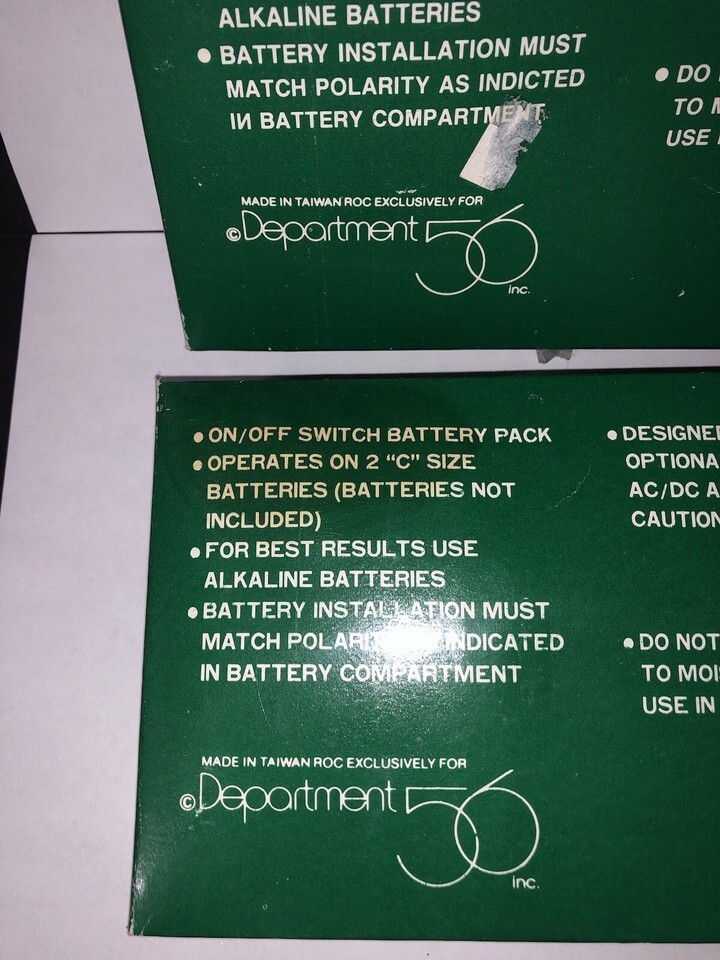 ALKALINE BATTERIES
• BATTERY INSTALLATION MUST
MATCH POLARITY AS INDICTED
IN BATTERY COMPARTMENT
• DO
TO
USE
MADE IN TAIWAN ROC EXCLUSIVELY FOR
©Department 56
inc.
• ON/OFF SWITCH BATTERY PACK
• OPERATES ON 2 "C" SIZE
BATTERIES (BATTERIES NOT
INCLUDED)
• FOR BEST RESULTS USE
ALKALINE BATTERIES
• BATTERY INSTALLATION MUST
MATCH INDICATED
IN BATTERY COMPARTMENT
• DESIGNE
OPTIONA
AC/DC A
CAUTION
• DO NOT
TO MOI
USE IN
MADE IN TAIWAN ROC EXCLUSIVELY FOR
©Department 56
inc.